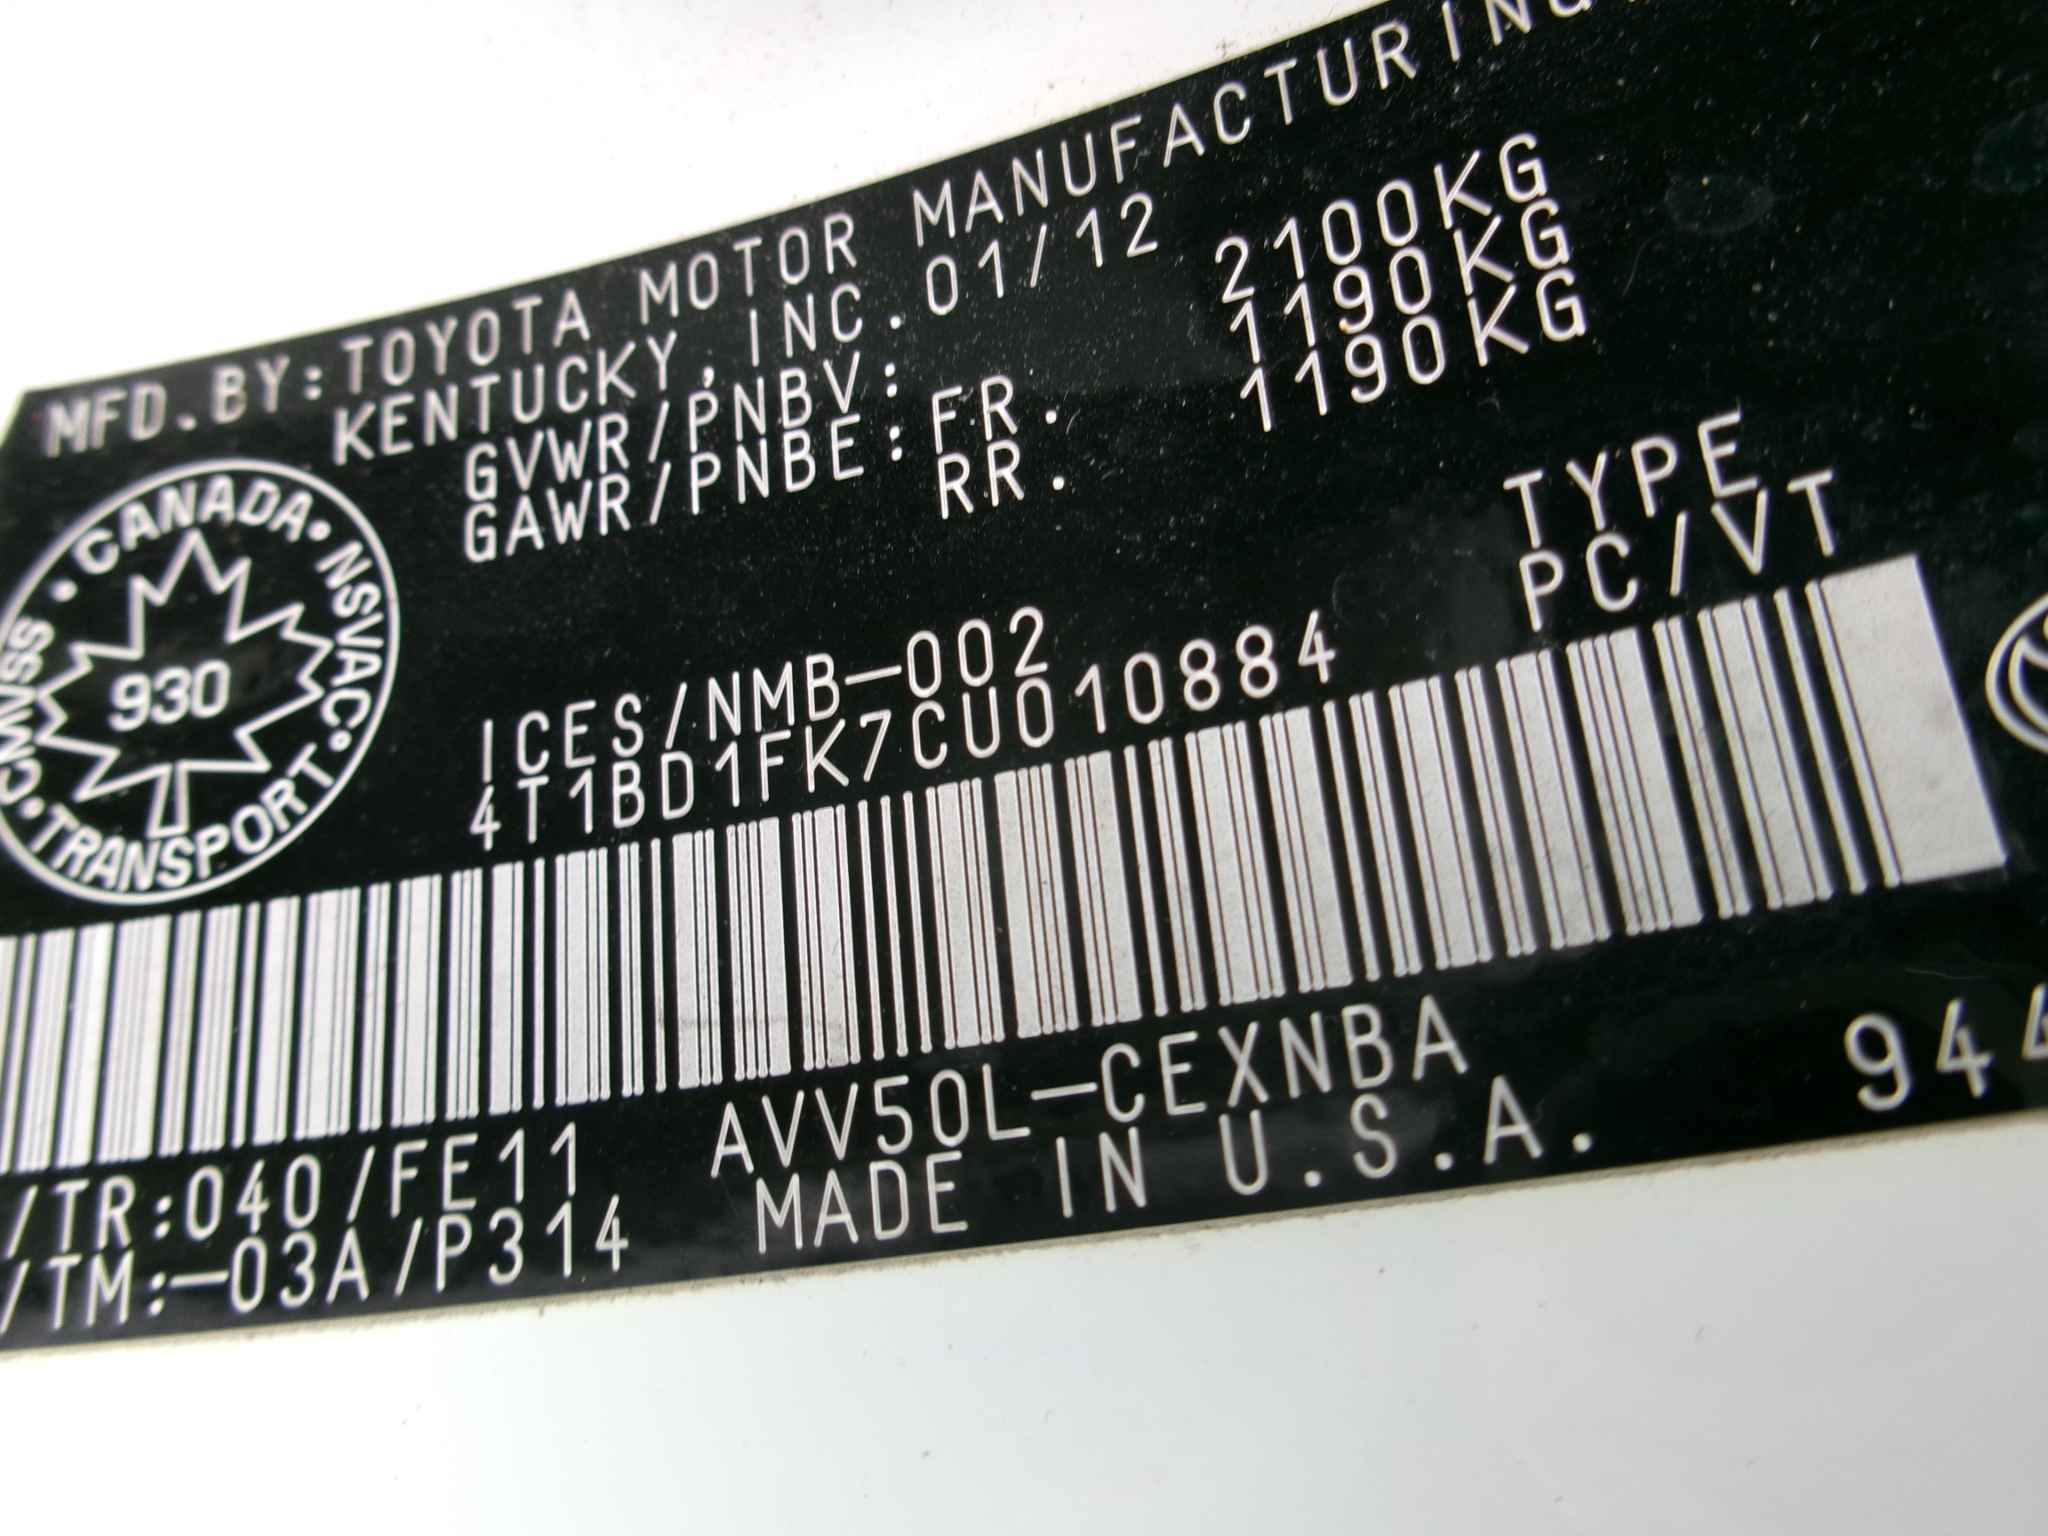 MFD.BY:TOYOTA MOTOR MANUFACTURING
KENTUCKY, INC. 01/12
GVWR/PNBV: 2100KG
GAWR/PNBE:FR. 1190KG
RR. 1190KG
CMVSS · CANADA · NSVAC · TRANSPORT
930
ICES/NMB-002 TYPE
4T1BD1FK7CU010884 PC/VT
/TR:040/FE11 AVV50L-CEXNBA
/TM:-03A/P314 MADE IN U.S.A. 944